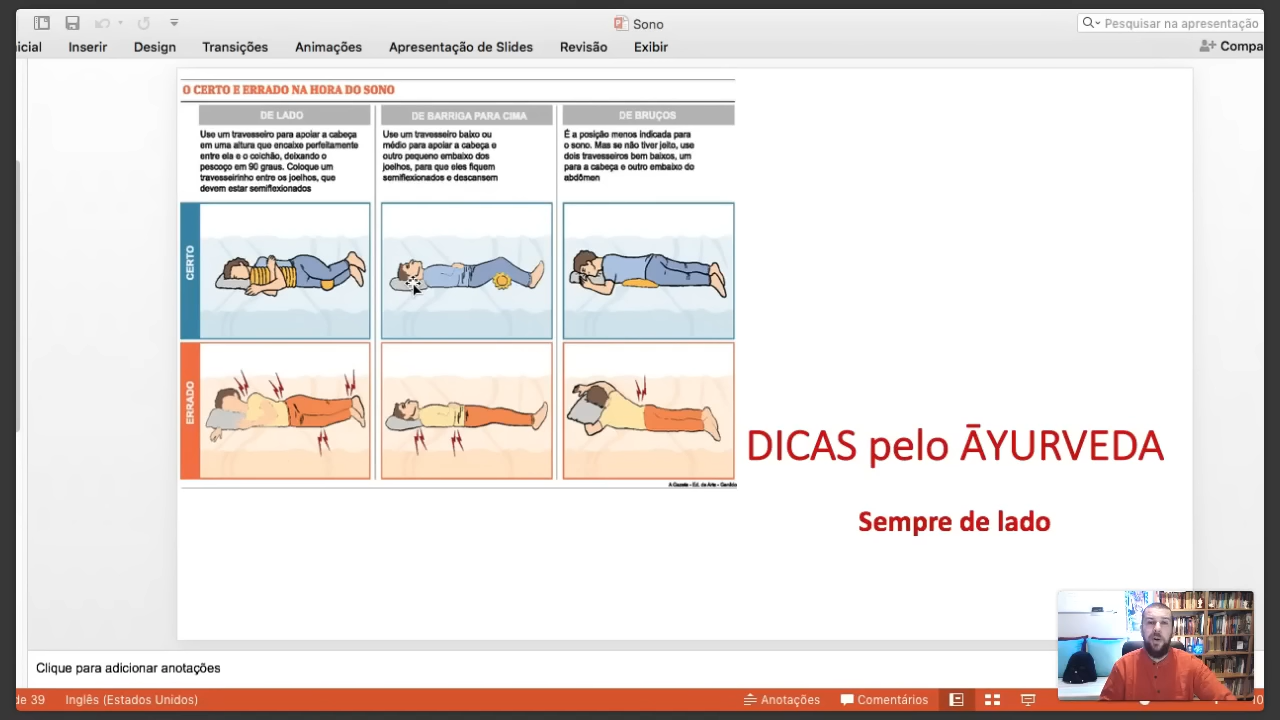 Sono
Pesquisar na apresentação
icial Inserir Design Transições Animações Apresentação de Slides Revisão Exibir Compa
O CERTO E ERRADO NA HORA DO SONO
DE LADO
Use um travesseiro para apoiar a cabeça
em uma altura que encaixe perfeitamente
entre ela e o colchão, deixando o
pescoço em 90 graus. Coloque um
travesseirinho entre os joelhos, que
devem estar semiflexionados
DE BARRIGA PARA CIMA
Use um travesseiro baixo ou
médio para apoiar a cabeça e
outro pequeno embaixo dos
joelhos, para que eles fiquem
semiflexionados e descansem
DE BRUÇOS
É a posição menos indicada para
o sono. Mas se não tiver jeito, use
dois travesseiros bem baixos, um
para a cabeça e outro embaixo do
abdômen
CERTO
ERRADO
A Gazeta - Ed. de Arte - Genildo
DICAS pelo ĀYURVEDA
Sempre de lado
Clique para adicionar anotações
de 39 Inglês (Estados Unidos) Anotações Comentários